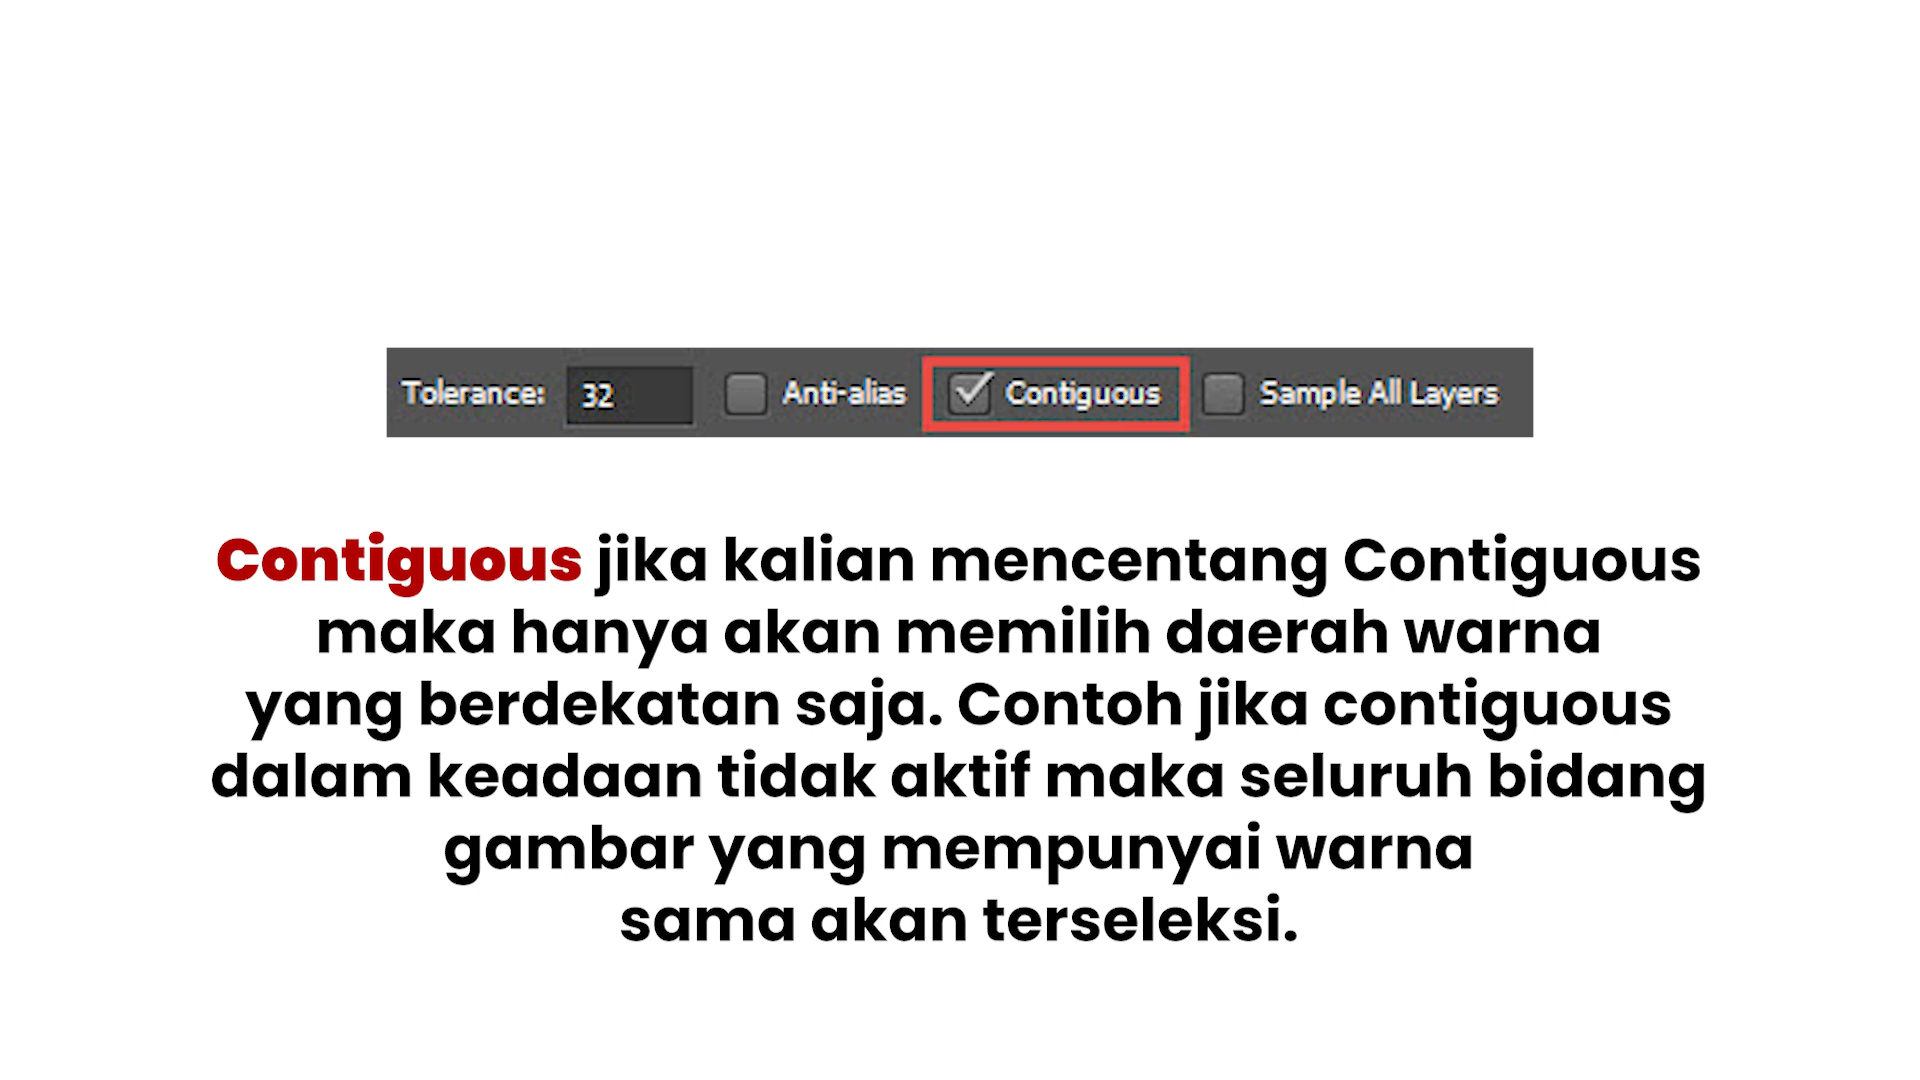 Tolerance: 32 Anti-alias Contiguous Sample All Layers
Contiguous jika kalian mencentang Contiguous
maka hanya akan memilih daerah warna
yang berdekatan saja. Contoh jika contiguous
dalam keadaan tidak aktif maka seluruh bidang
gambar yang mempunyai warna
sama akan terseleksi.